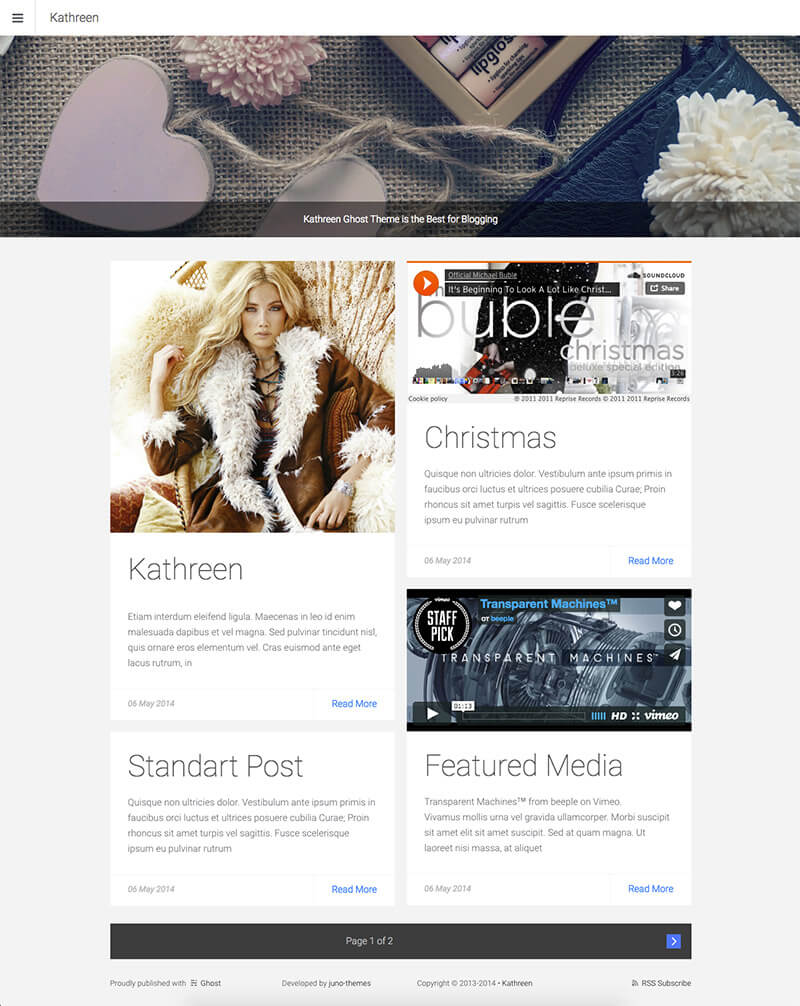 Kathreen
lipgloss
Kathreen Ghost Theme is the Best for Blogging
Kathreen
Etiam interdum eleifend ligula. Maecenas in leo id enim
malesuada dapibus et vel magna. Sed pulvinar tincidunt nisl,
quis ornare eros elementum vel. Cras euismod ante eget
lacus rutrum, in
06 May 2014
Read More
Standart Post
Quisque non ultricies dolor. Vestibulum ante ipsum primis in
faucibus orci luctus et ultrices posuere cubilia Curae; Proin
rhoncus sit amet turpis vel sagittis. Fusce scelerisque
ipsum eu pulvinar rutrum
06 May 2014
Read More
Official Michael Buble
It's Beginning To Look A Lot Like Christ...
SOUNDCLOUD
Share
bublé
christmas
deluxe special edition
3:26
Cookie policy
℗ 2011 2011 Reprise Records © 2011 2011 Reprise Records
Christmas
Quisque non ultricies dolor. Vestibulum ante ipsum primis in
faucibus orci luctus et ultrices posuere cubilia Curae; Proin
rhoncus sit amet turpis vel sagittis. Fusce scelerisque
ipsum eu pulvinar rutrum
06 May 2014
Read More
vimeo
STAFF
PICK
Transparent Machines™
от beeple
TRANSPARENT MACHINES™
01:13
HD
vimeo
Featured Media
Transparent Machines™ from beeple on Vimeo.
Vivamus mollis urna vel gravida ullamcorper. Morbi suscipit
sit amet elit sit amet suscipit. Sed at quam magna. Ut
laoreet nisi massa, at aliquet
06 May 2014
Read More
Page 1 of 2
Proudly published with Ghost
Developed by juno-themes
Copyright © 2013-2014 • Kathreen
RSS Subscribe